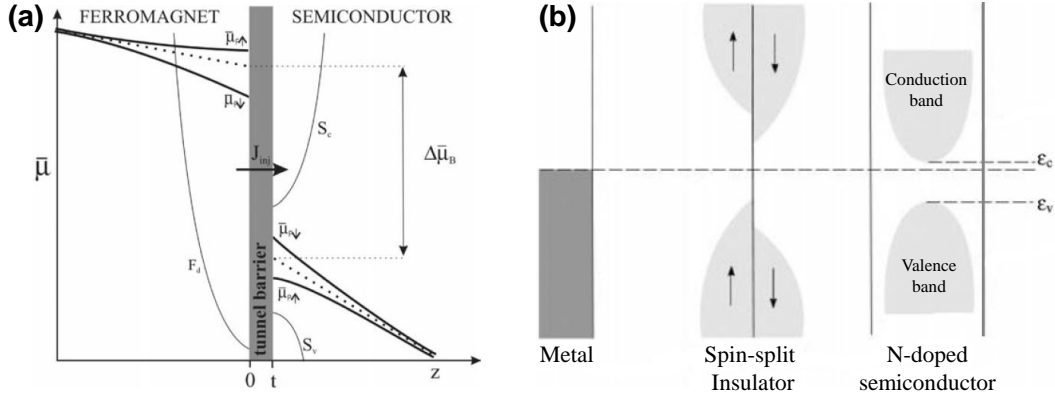 (a)
FERROMAGNET
SEMICONDUCTOR
μ̄
J_inj
S_c
Δμ̄_B
F_d
tunnel barrier
S_v
0
t
z
(b)
Conduction
band
Valence
band
ε_c
ε_v
Metal
Spin-split
Insulator
N-doped
semiconductor